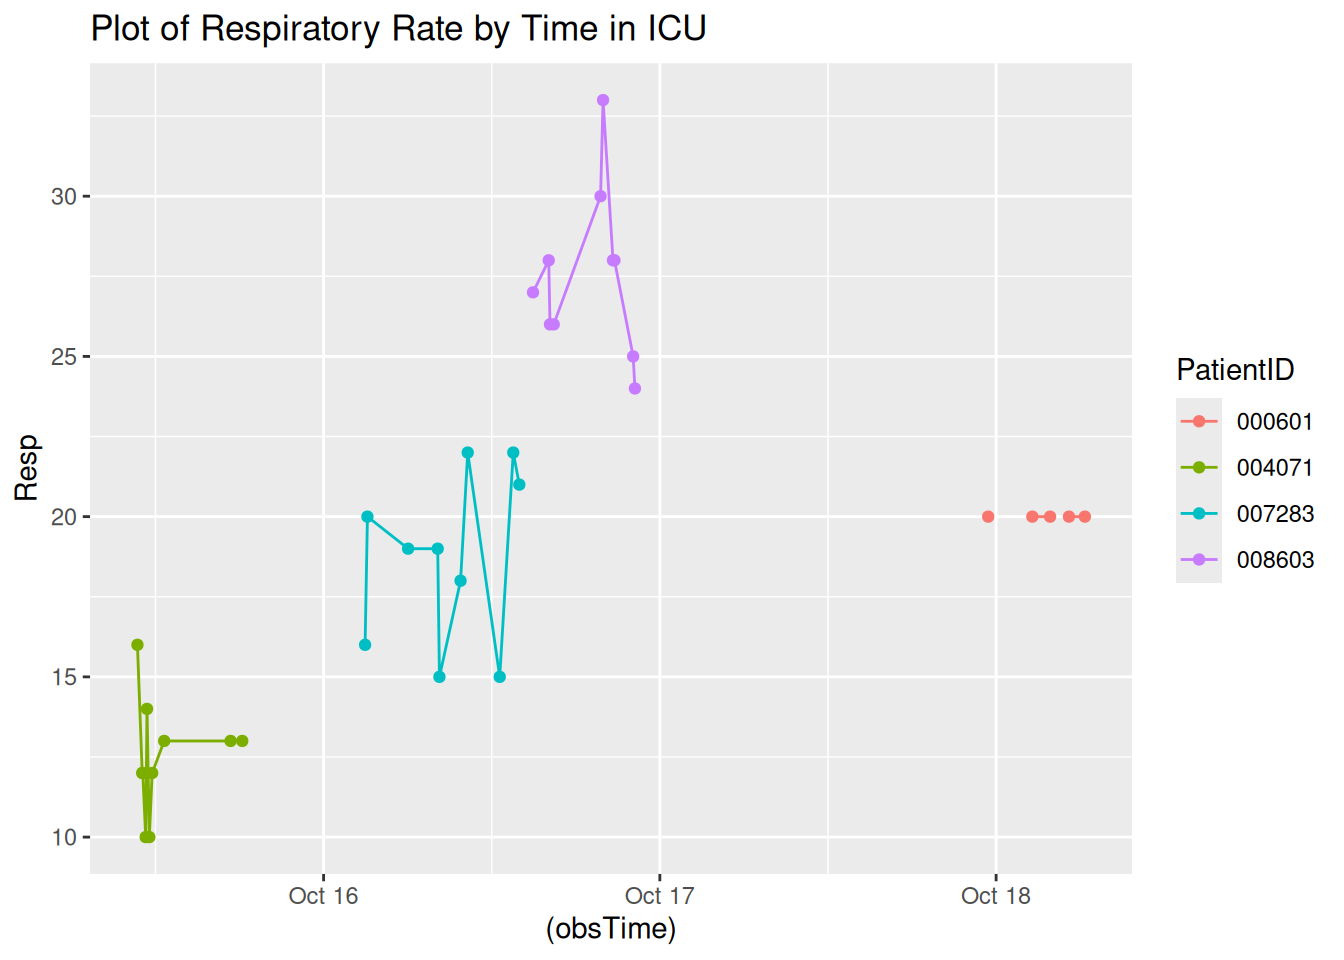 Plot of Respiratory Rate by Time in ICU
30
25
20
15
10
Resp
Oct 16
Oct 17
Oct 18
(obsTime)
PatientID
000601
004071
007283
008603